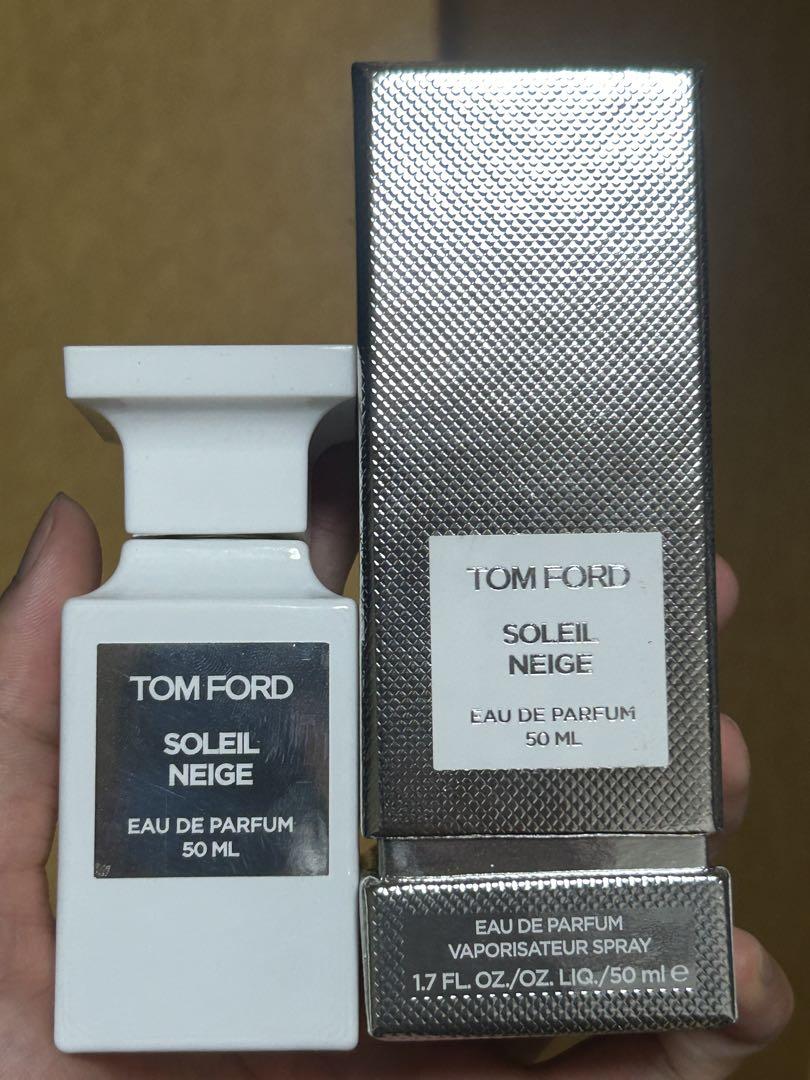 TOM FORD
SOLEIL
NEIGE
EAU DE PARFUM
50 ML
TOM FORD
SOLEIL
NEIGE
EAU DE PARFUM
50 ML
EAU DE PARFUM
VAPORISATEUR SPRAY
1.7 FL. OZ./OZ. LIQ./50 ml ℮